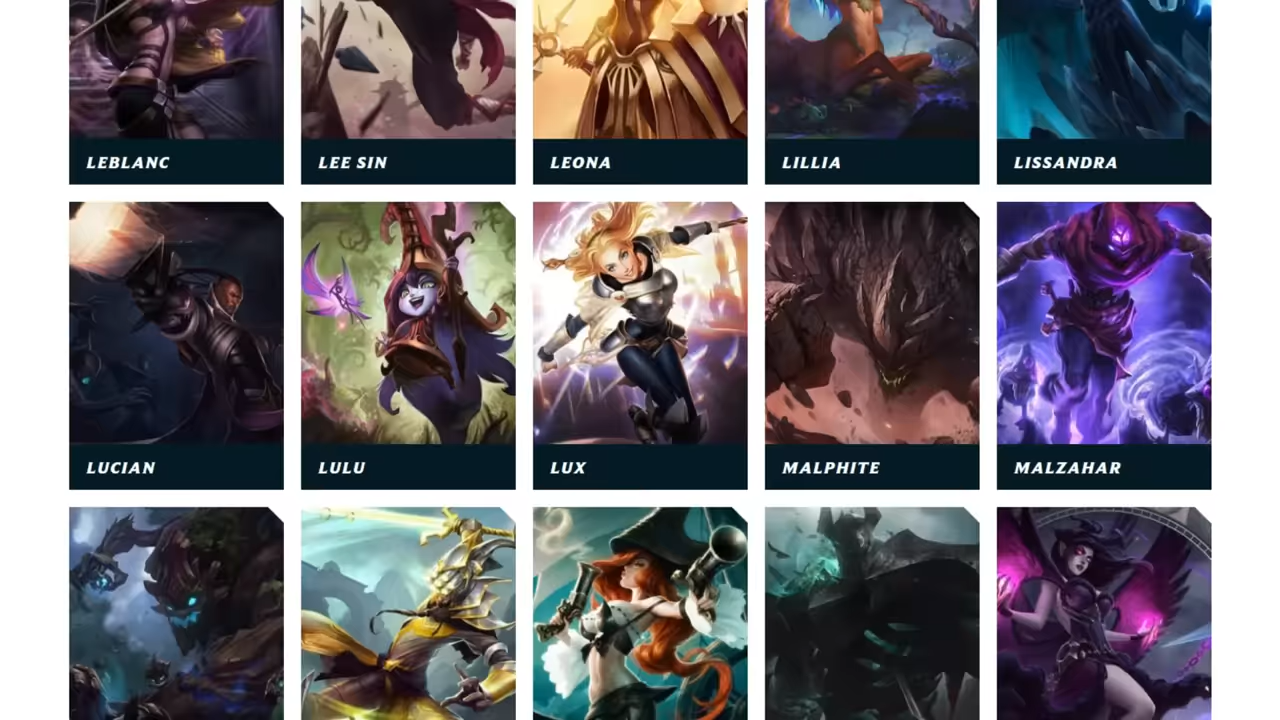 LEBLANC
LEE SIN
LEONA
LILLIA
LISSANDRA
LUCIAN
LULU
LUX
MALPHITE
MALZAHAR